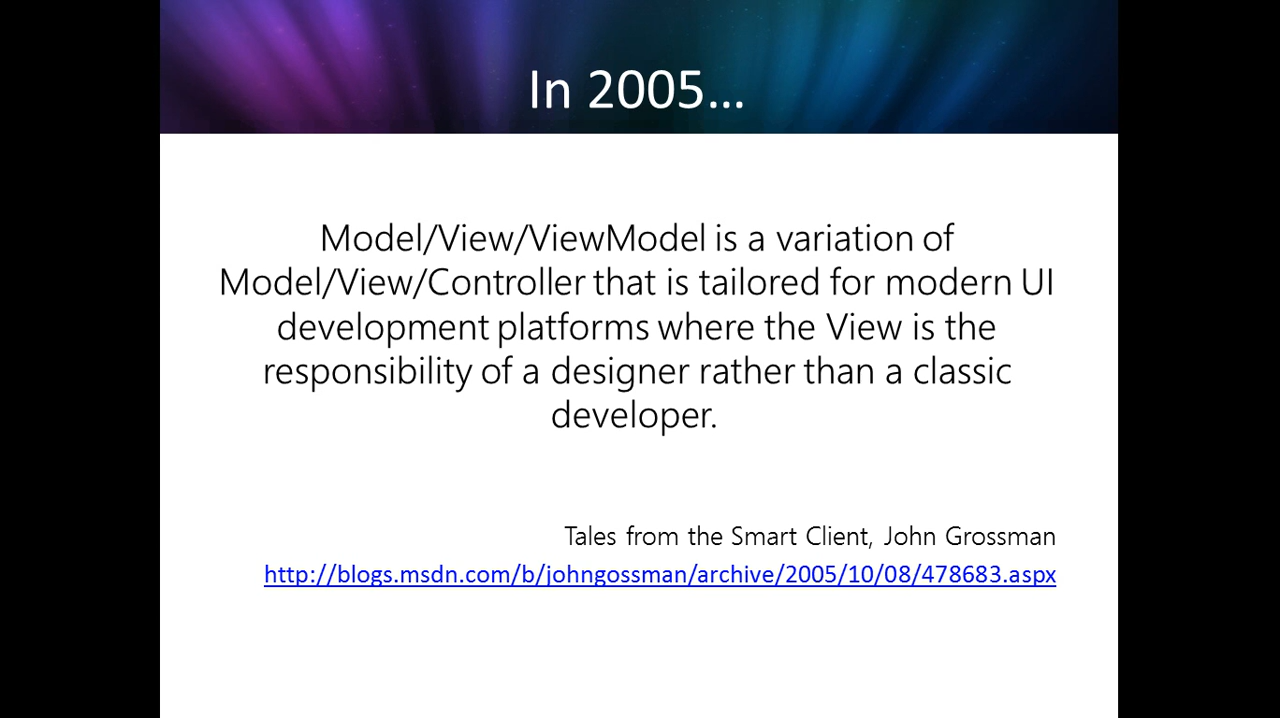 In 2005...
Model/View/ViewModel is a variation of
Model/View/Controller that is tailored for modern UI
development platforms where the View is the
responsibility of a designer rather than a classic
developer.
Tales from the Smart Client, John Grossman
http://blogs.msdn.com/b/johngossman/archive/2005/10/08/478683.aspx